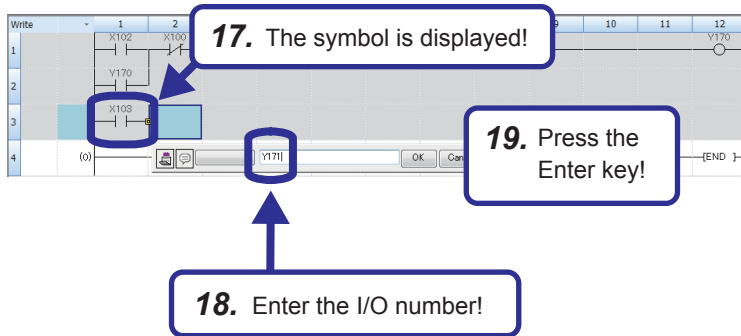 Write 1 2 9 10 11 12
X102 X100 Y170
1
17. The symbol is displayed!
Y170
2
X103
3
19. Press the
Enter key!
4 (0) Y171 OK Can [END ]
18. Enter the I/O number!